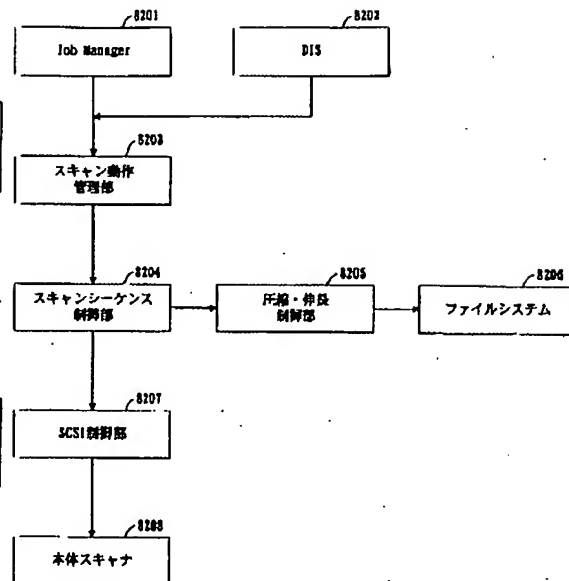 8201
8202
Job Manager
DIS
8203
スキャン動作
管理部
8204
8205
8206
スキャンシーケンス
制御部
圧縮・伸長
制御部
ファイルシステム
8207
SCSI制御部
8208
本体スキャナ